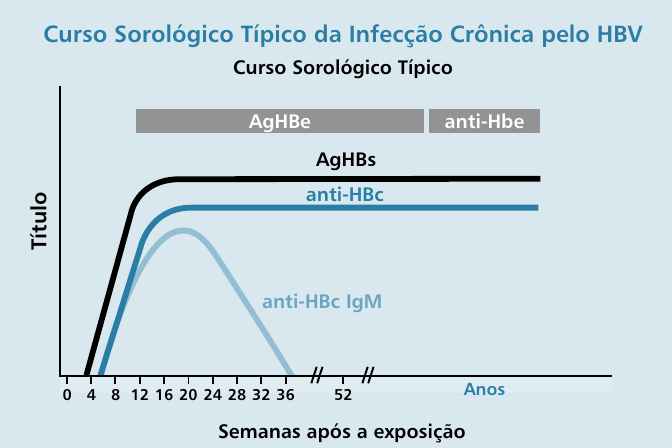 Curso Sorológico Típico da Infecção Crônica pelo HBV
Curso Sorológico Típico
AgHBe
anti-Hbe
AgHBs
anti-HBc
Título
anti-HBc IgM
0 4 8 12 16 20 24 28 32 36 52 Anos
Semanas após a exposição